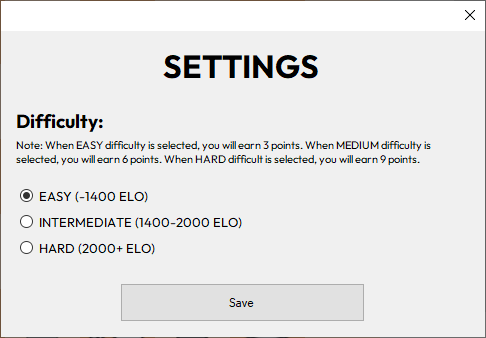 SETTINGS
Difficulty:
Note: When EASY difficulty is selected, you will earn 3 points. When MEDIUM difficulty is
selected, you will earn 6 points. When HARD difficult is selected, you will earn 9 points.
EASY (-1400 ELO)
INTERMEDIATE (1400-2000 ELO)
HARD (2000+ ELO)
Save